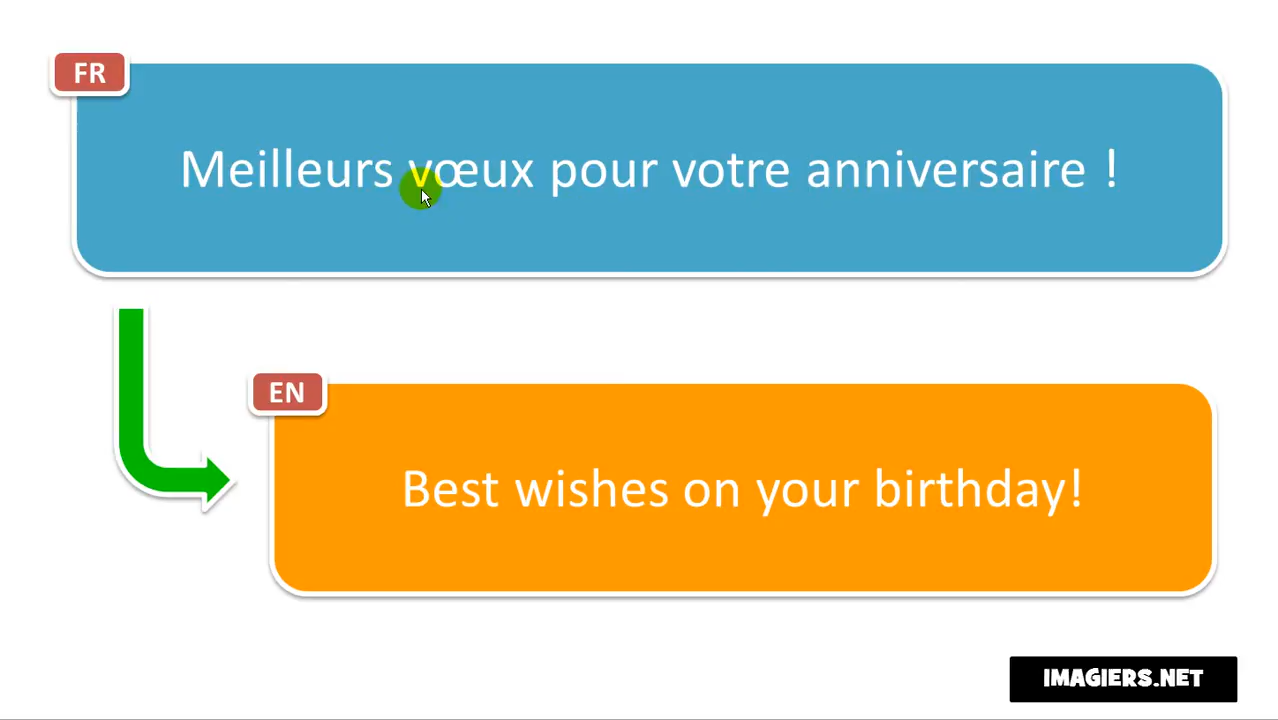 FR
Meilleurs vœux pour votre anniversaire !
EN
Best wishes on your birthday!
IMAGIERS.NET